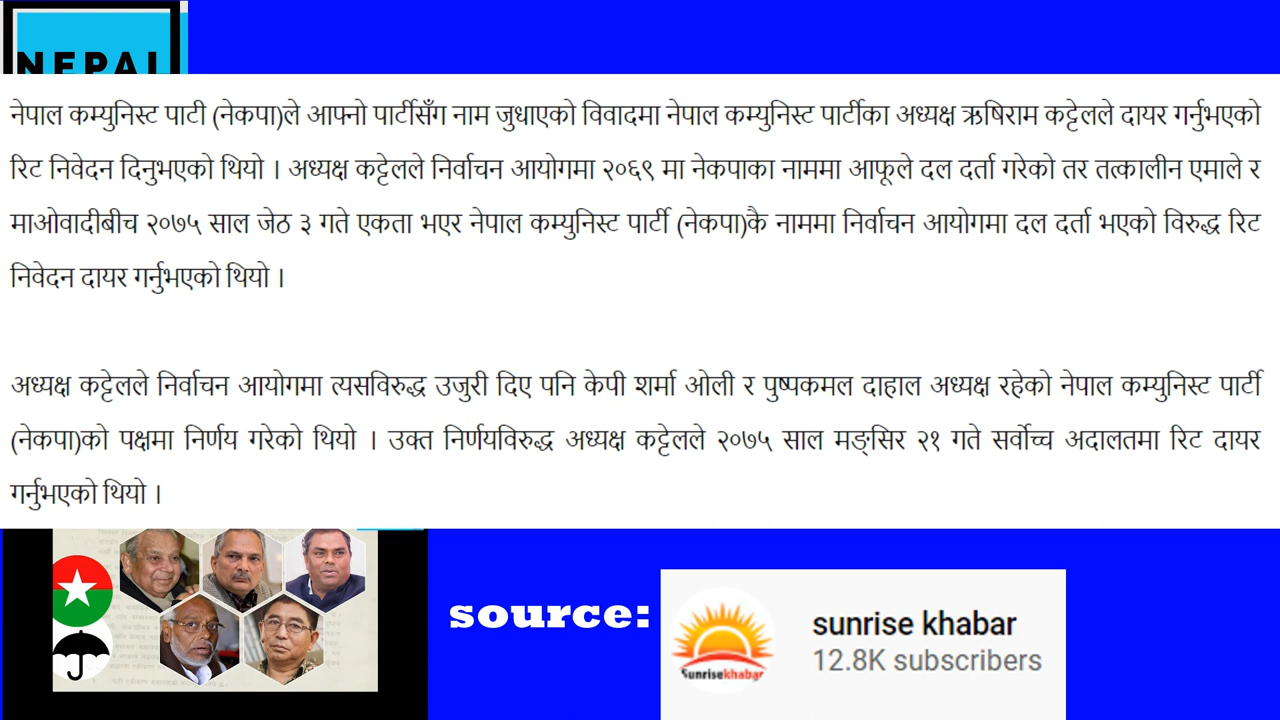 NEPAL
नेपाल कम्युनिस्ट पाटी (नेकपा)ले आफ्नो पार्टीसँग नाम जुधाएको विवादमा नेपाल कम्युनिस्ट पार्टीका अध्यक्ष ऋषिराम कट्टेलले दायर गर्नुभएको
रिट निवेदन दिनुभएको थियो । अध्यक्ष कट्टेलले निर्वाचन आयोगमा २०६९ मा नेकपाका नाममा आफूले दल दर्ता गरेको तर तत्कालीन एमाले र
माओवादीबीच २०७५ साल जेठ ३ गते एकता भएर नेपाल कम्युनिस्ट पार्टी (नेकपा)कै नाममा निर्वाचन आयोगमा दल दर्ता भएको विरुद्ध रिट
निवेदन दायर गर्नुभएको थियो ।
अध्यक्ष कट्टेलले निर्वाचन आयोगमा त्यसविरुद्ध उजुरी दिए पनि केपी शर्मा ओली र पुष्पकमल दाहाल अध्यक्ष रहेको नेपाल कम्युनिस्ट पार्टी
(नेकपा)को पक्षमा निर्णय गरेको थियो । उक्त निर्णयविरुद्ध अध्यक्ष कट्टेलले २०७५ साल मङ्सिर २१ गते सर्वोच्च अदालतमा रिट दायर
गर्नुभएको थियो ।
source:
sunrise khabar
12.8K subscribers
Sunrisekhabar